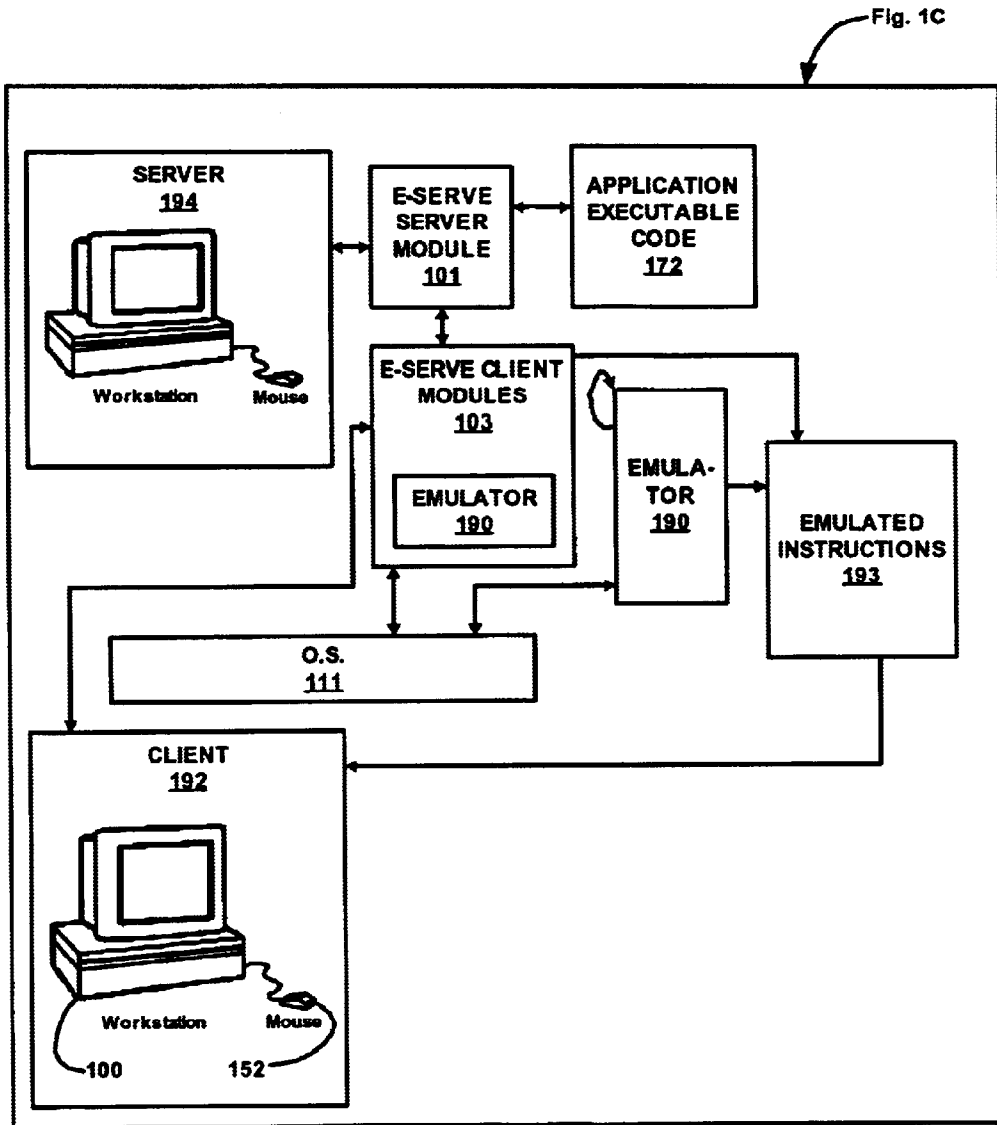 Fig. 1C
SERVER
194
Workstation
Mouse
E-SERVE
SERVER
MODULE
101
APPLICATION
EXECUTABLE
CODE
172
E-SERVE CLIENT
MODULES
103
EMULATOR
190
EMULA-
TOR
190
EMULATED
INSTRUCTIONS
193
O.S.
111
CLIENT
192
Workstation
Mouse
100
152